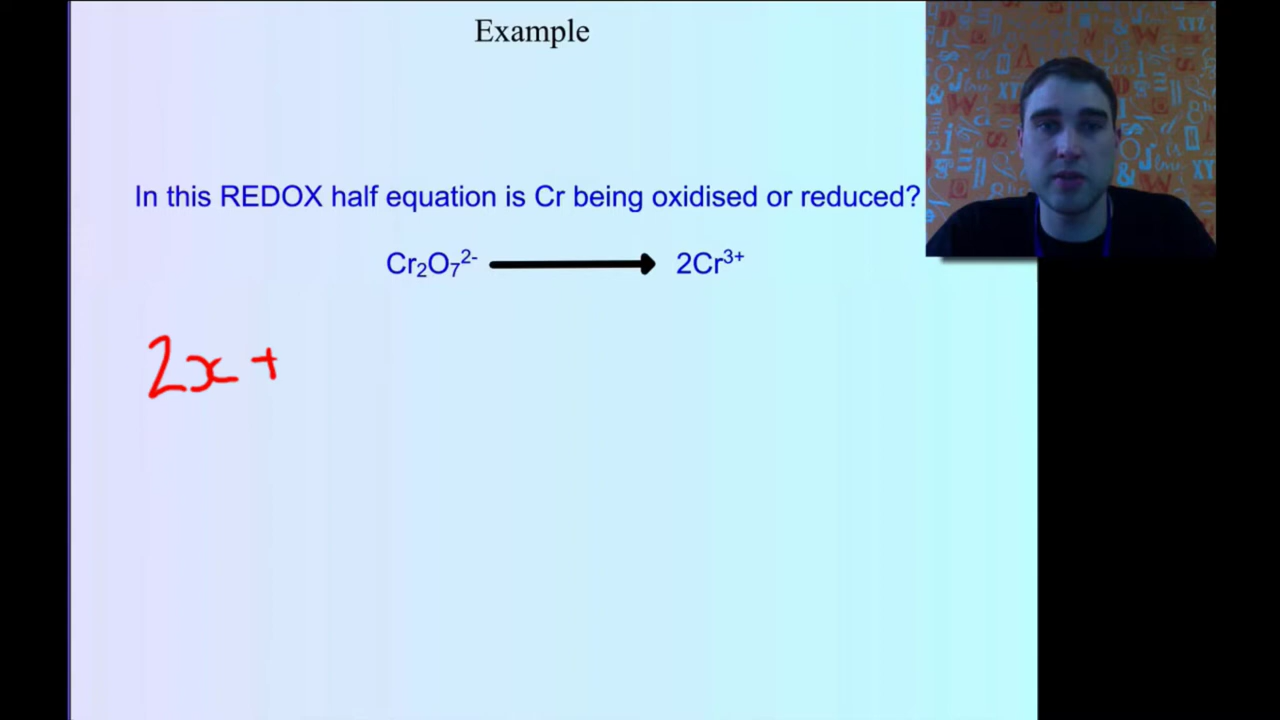 Example
In this REDOX half equation is Cr being oxidised or reduced?
Cr₂O₇²⁻ → 2Cr³⁺
2x +